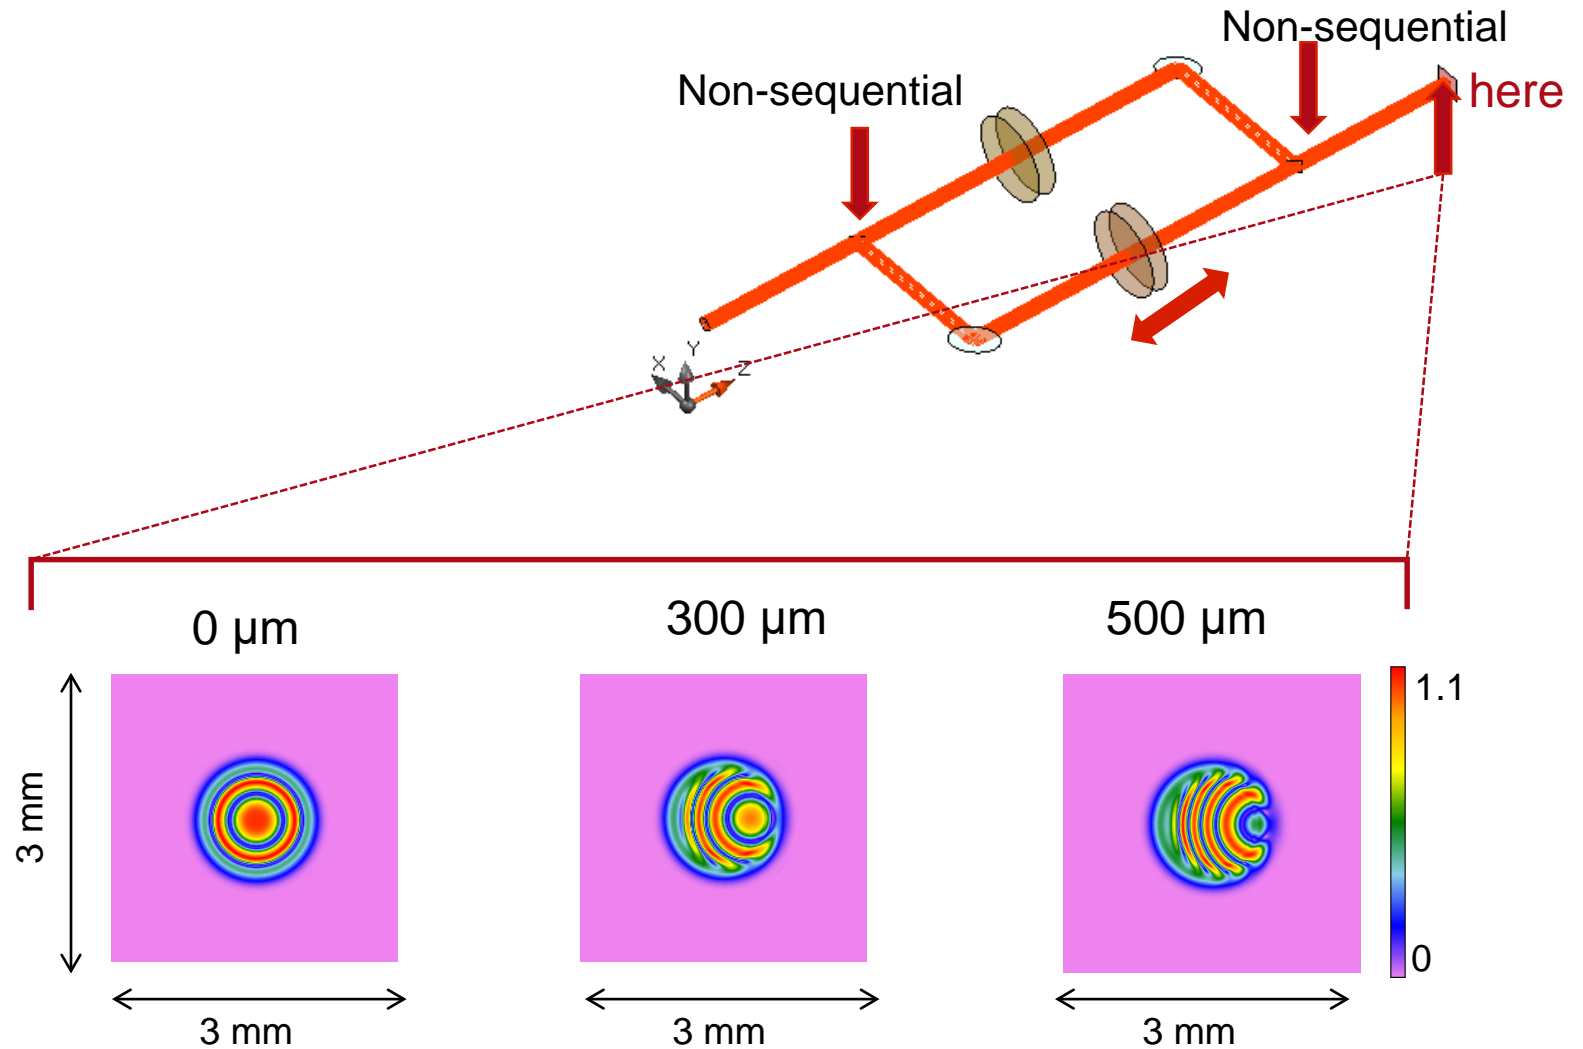 Non-sequential
Non-sequential
here
X
Y
Z
0 µm
300 µm
500 µm
1.1
0
3 mm
3 mm
3 mm
3 mm